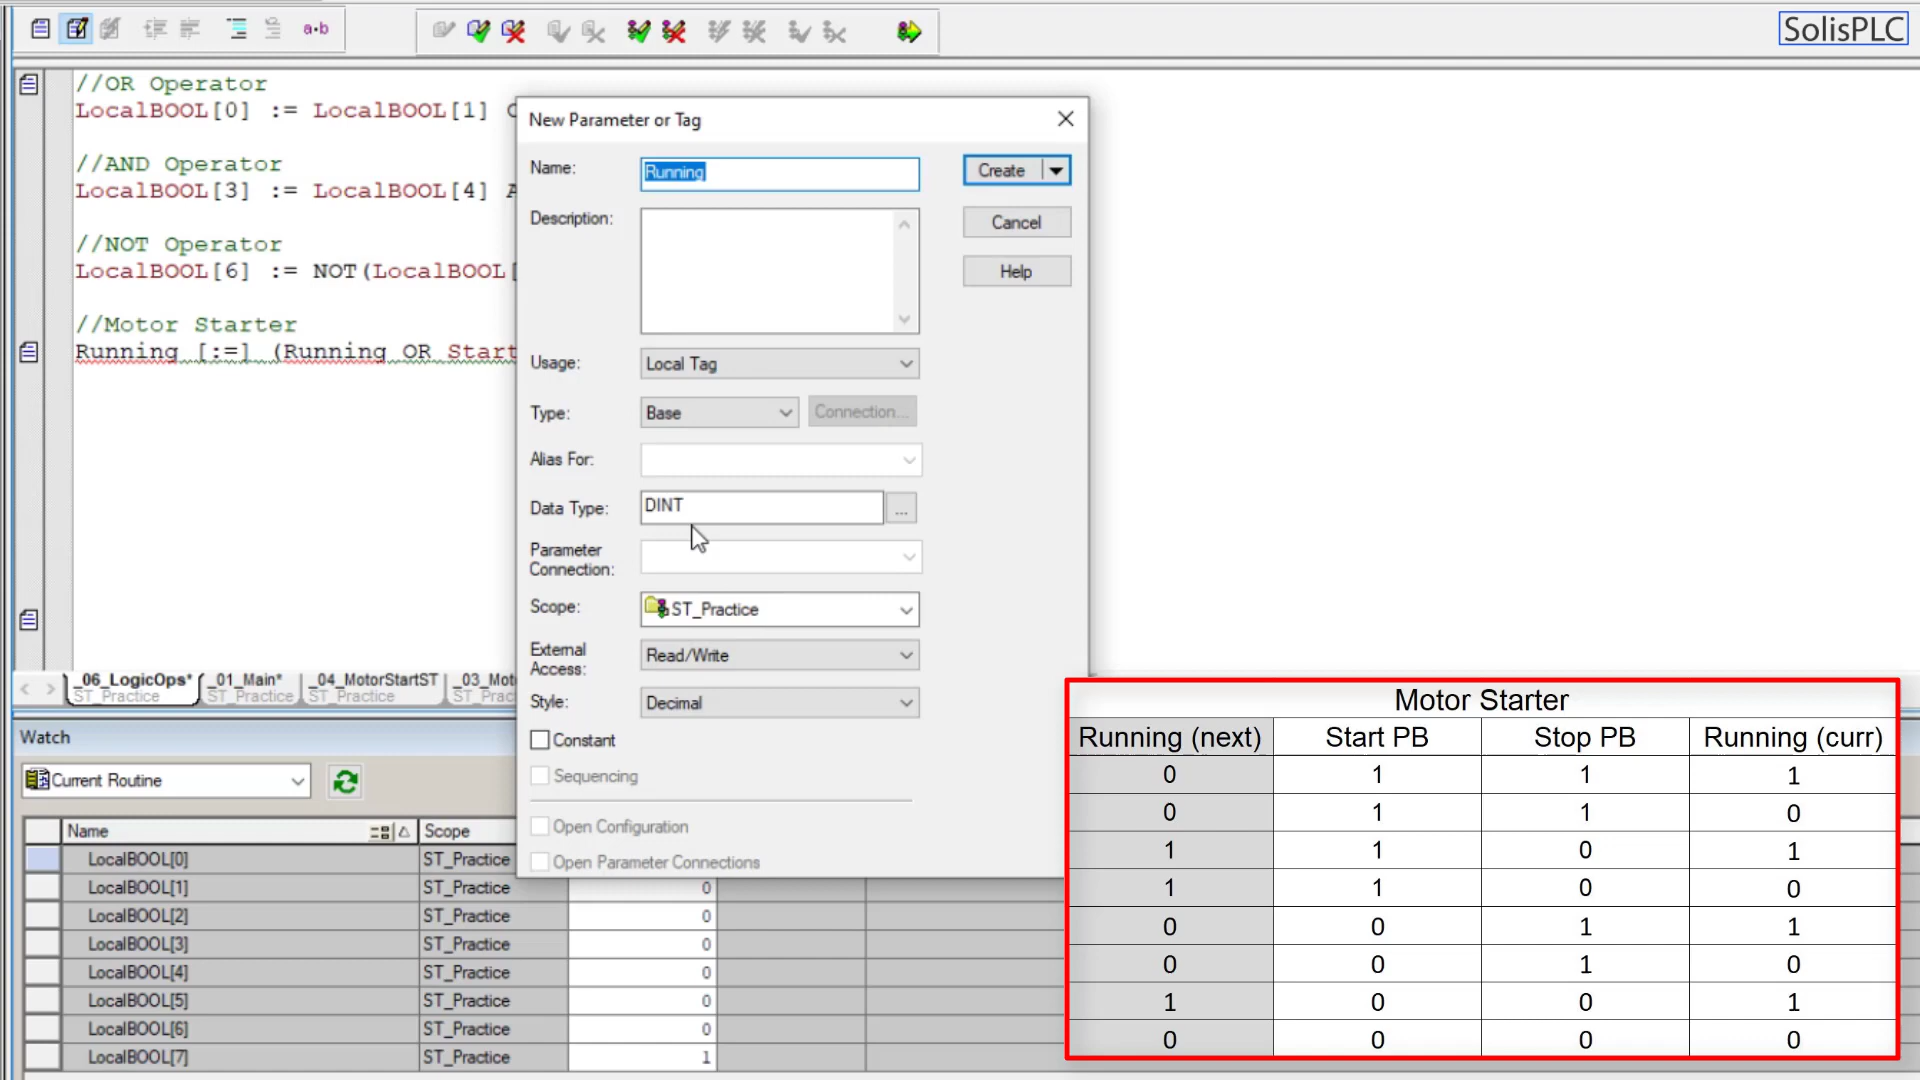 a•b
SolisPLC
//OR Operator
LocalBOOL[0] := LocalBOOL[1]
//AND Operator
LocalBOOL[3] := LocalBOOL[4] A
//NOT Operator
LocalBOOL[6] := NOT(LocalBOOL[
//Motor Starter
Running [:=] (Running OR Start
New Parameter or Tag
Name:
Running
Create
Description:
Cancel
Help
Usage:
Local Tag
Type:
Base
Connection...
Alias For:
Data Type:
DINT
...
Parameter
Connection:
Scope:
ST_Practice
External
Access:
Read/Write
Style:
Decimal
Constant
Sequencing
Open Configuration
Open Parameter Connections
_06_LogicOps*
ST_Practice
_01_Main*
ST_Practice
_04_MotorStartST
ST_Practice
_03_Mot
ST_Prac
Watch
Current Routine
Name Scope
LocalBOOL[0] ST_Practice
LocalBOOL[1] ST_Practice 0
LocalBOOL[2] ST_Practice 0
LocalBOOL[3] ST_Practice 0
LocalBOOL[4] ST_Practice 0
LocalBOOL[5] ST_Practice 0
LocalBOOL[6] ST_Practice 0
LocalBOOL[7] ST_Practice 1
Motor Starter
Running (next) Start PB Stop PB Running (curr)
0 1 1 1
0 1 1 0
1 1 0 1
1 1 0 0
0 0 1 1
0 0 1 0
1 0 0 1
0 0 0 0